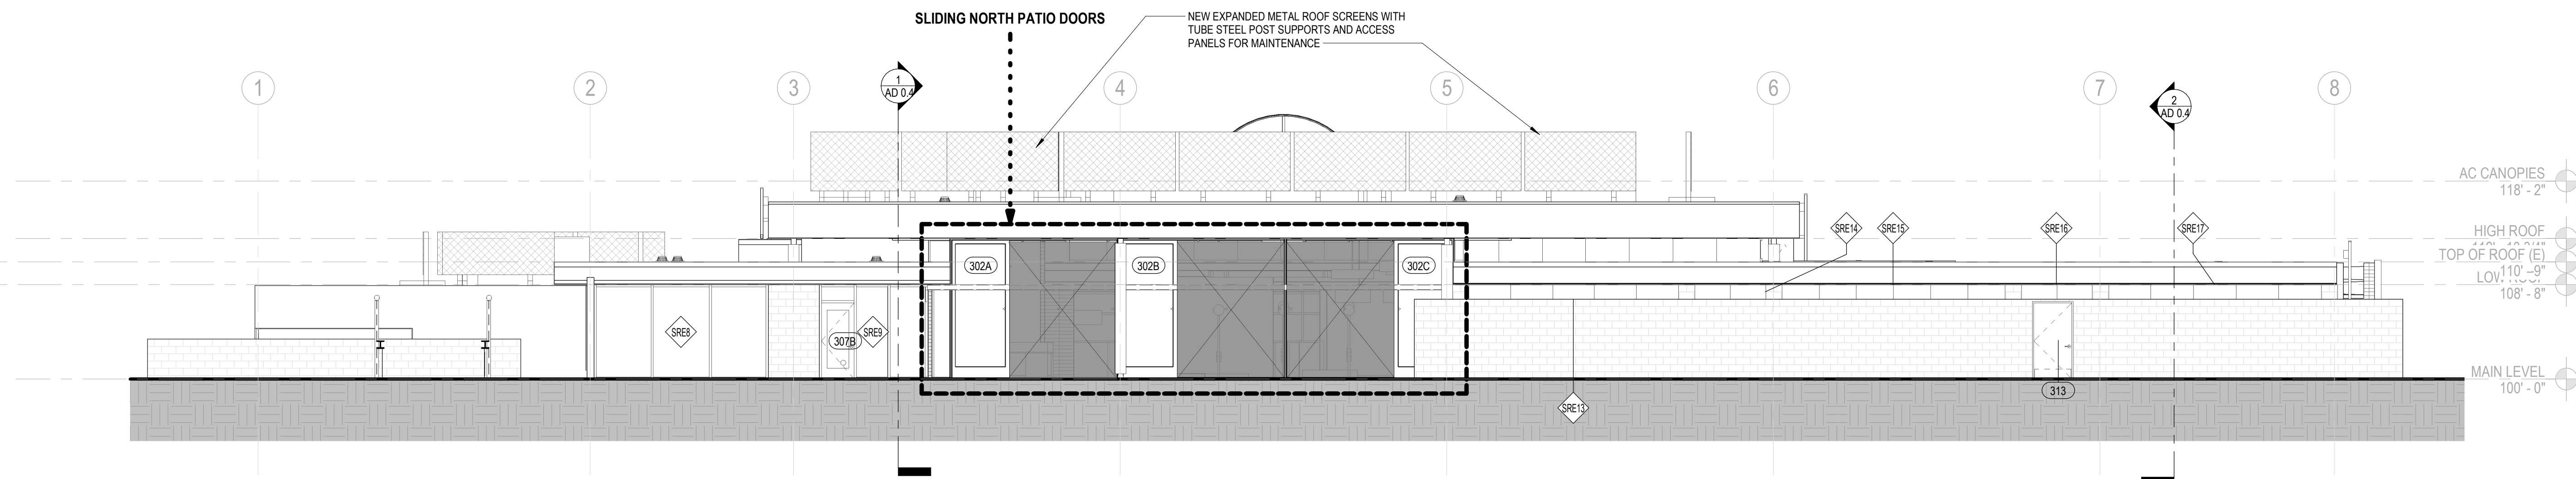 SLIDING NORTH PATIO DOORS
NEW EXPANDED METAL ROOF SCREENS WITH
TUBE STEEL POST SUPPORTS AND ACCESS
PANELS FOR MAINTENANCE
1
2
3
1
AD 0.4
4
5
6
7
2
AD 0.4
8
AC CANOPIES
118' - 2"
HIGH ROOF
TOP OF ROOF (E)
110' - 9"
LOW ROOF
108' - 8"
MAIN LEVEL
100' - 0"
SRE14
SRE15
SRE16
SRE17
302A
302B
302C
SRE8
307B
SRE9
313
SRE13